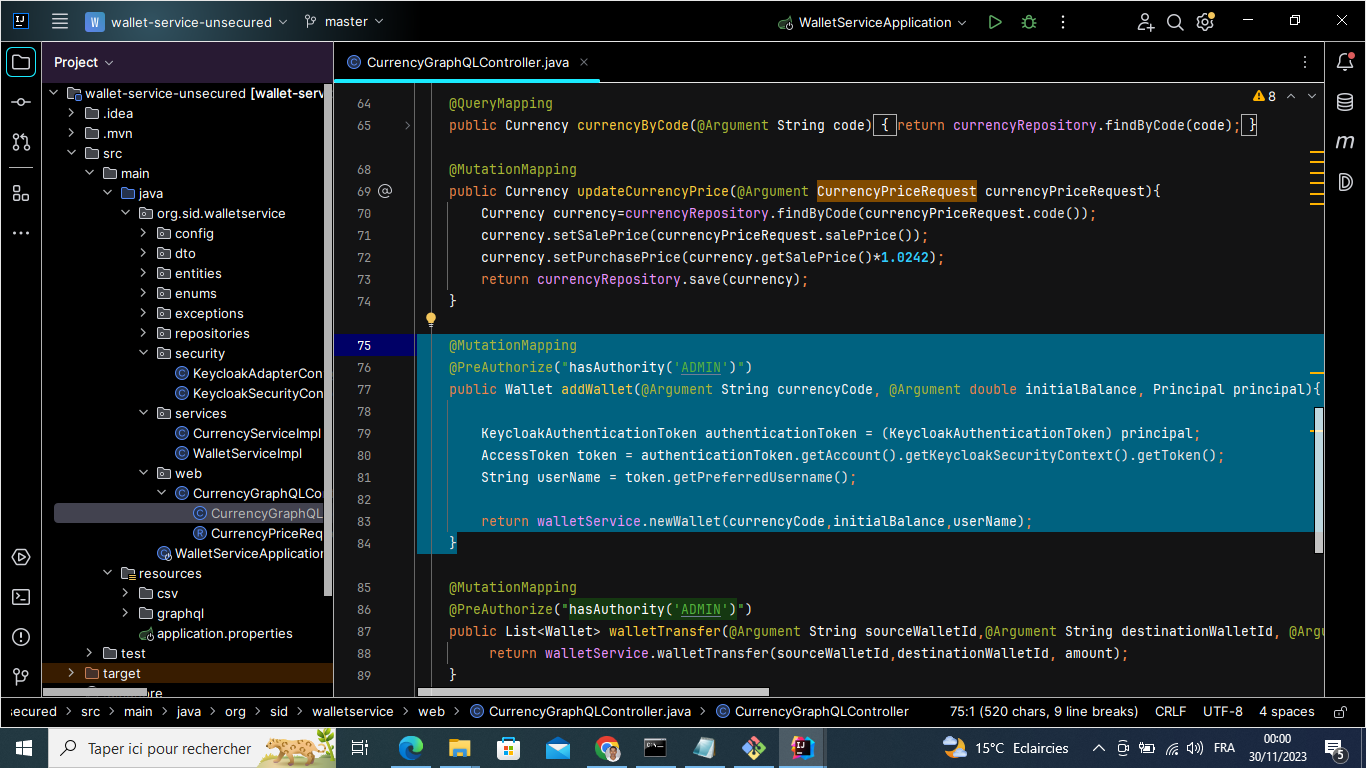 wallet-service-unsecured
master
WalletServiceApplication
Project
CurrencyGraphQLController.java
wallet-service-unsecured [wallet-serv
.idea
.mvn
src
main
java
org.sid.walletservice
config
dto
entities
enums
exceptions
repositories
security
KeycloakAdapterCon
KeycloakSecurityCon
services
CurrencyServiceImpl
WalletServiceImpl
web
CurrencyGraphQLCon
CurrencyGraphQL
CurrencyPriceReq
WalletServiceApplication
resources
csv
graphql
application.properties
test
target
8
64 @QueryMapping
65 public Currency currencyByCode(@Argument String code) { return currencyRepository.findByCode(code); }
68 @MutationMapping
69 public Currency updateCurrencyPrice(@Argument CurrencyPriceRequest currencyPriceRequest){
70 Currency currency=currencyRepository.findByCode(currencyPriceRequest.code());
71 currency.setSalePrice(currencyPriceRequest.salePrice());
72 currency.setPurchasePrice(currency.getSalePrice()*1.0242);
73 return currencyRepository.save(currency);
74 }
75 @MutationMapping
76 @PreAuthorize("hasAuthority('ADMIN')")
77 public Wallet addWallet(@Argument String currencyCode, @Argument double initialBalance, Principal principal){
78
79 KeycloakAuthenticationToken authenticationToken = (KeycloakAuthenticationToken) principal;
80 AccessToken token = authenticationToken.getAccount().getKeycloakSecurityContext().getToken();
81 String userName = token.getPreferredUsername();
82
83 return walletService.newWallet(currencyCode,initialBalance,userName);
84 }
85 @MutationMapping
86 @PreAuthorize("hasAuthority('ADMIN')")
87 public List<Wallet> walletTransfer(@Argument String sourceWalletId,@Argument String destinationWalletId, @Argu
88 return walletService.walletTransfer(sourceWalletId,destinationWalletId, amount);
89 }
secured > src > main > java > org > sid > walletservice > web > CurrencyGraphQLController.java > CurrencyGraphQLController
75:1 (520 chars, 9 line breaks) CRLF UTF-8 4 spaces
Taper ici pour rechercher
15°C Eclaircies
FRA
00:00
30/11/2023
5